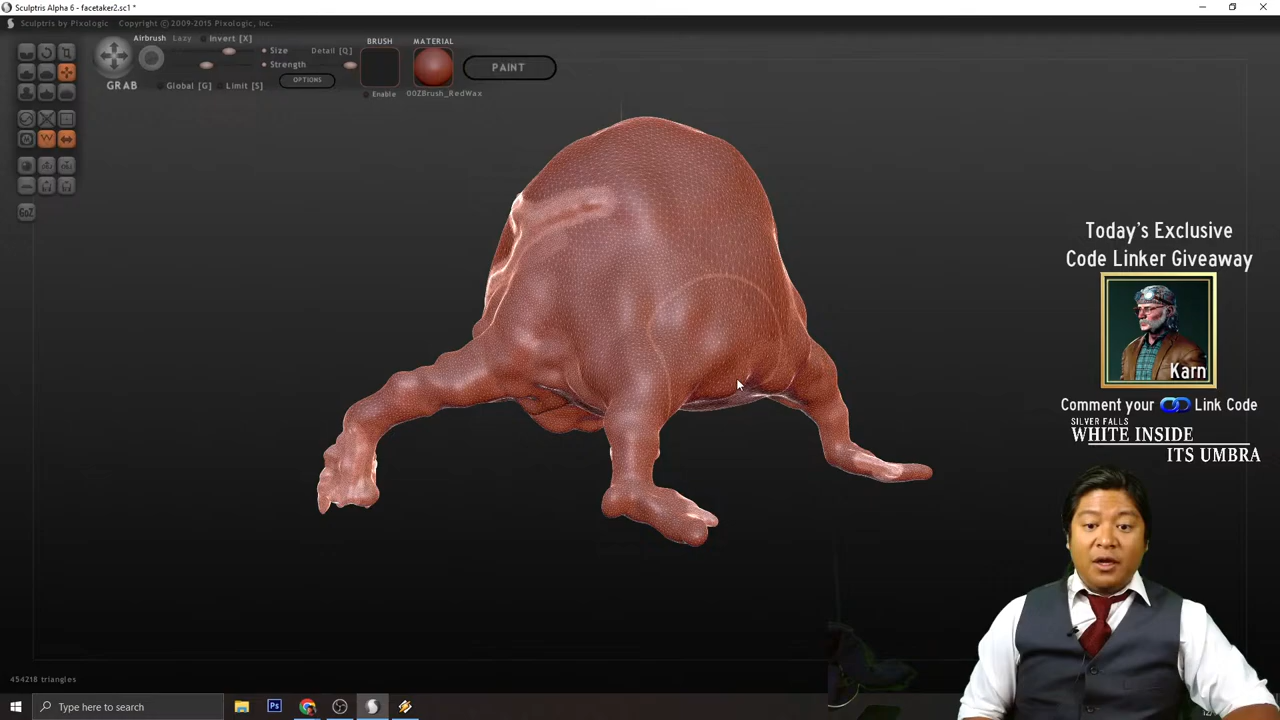 Sculptris Alpha 6 - facetaker2.sc1 *
Sculptris by Pixologic, Copyright © 2009-2015 Pixologic, Inc.
Airbrush Lazy Invert [X]
Size Detail [Q]
Strength
GRAB Global [G] Limit [S] OPTIONS
BRUSH
Enable
MATERIAL
00ZBrush_RedWax
PAINT
GoZ
Today's Exclusive
Code Linker Giveaway
Karn
Comment your Link Code
SILVER FALLS
WHITE INSIDE
ITS UMBRA
454218 triangles
Type here to search
Ps